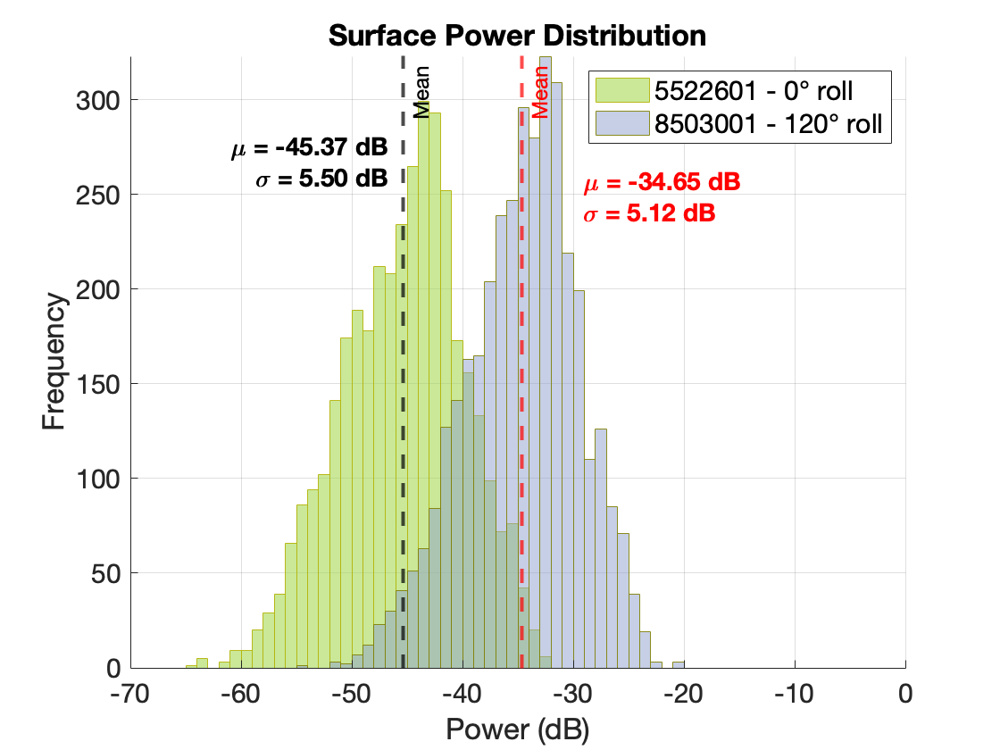 Surface Power Distribution
Mean
Mean
5522601 - 0° roll
8503001 - 120° roll
μ = -45.37 dB
σ = 5.50 dB
μ = -34.65 dB
σ = 5.12 dB
Frequency
300
250
200
150
100
50
0
-70 -60 -50 -40 -30 -20 -10 0
Power (dB)